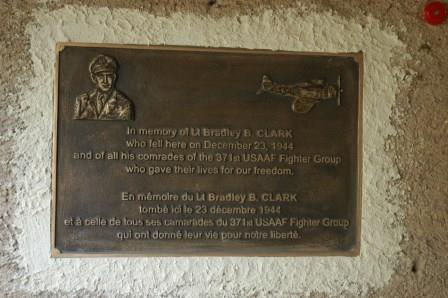 In memory of Lt Bradley B. CLARK
who fell here on December 23, 1944
and of all his comrades of the 371st USAAF Fighter Group
who gave their lives for our freedom.
En mémoire du Lt Bradley B. CLARK
tombé ici le 23 décembre 1944
et à celle de tous ses camarades du 371st USAAF Fighter Group
qui ont donné leur vie pour notre liberté.